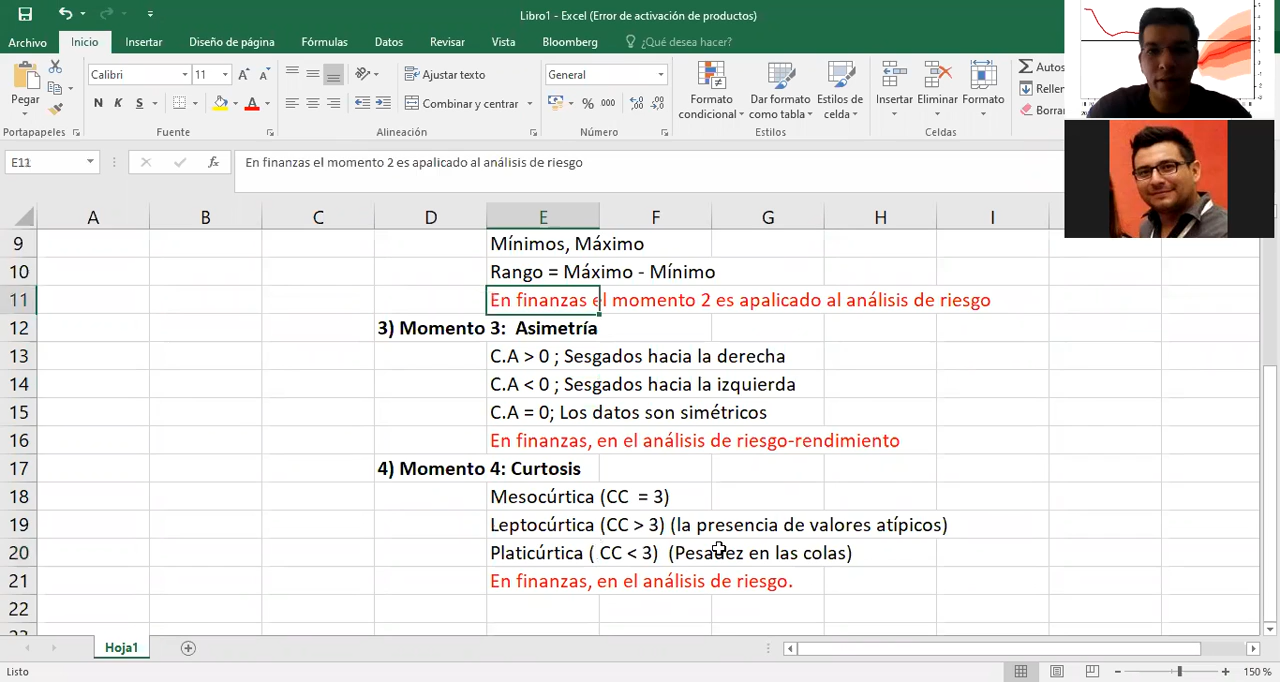 Libro1 - Excel (Error de activación de productos)
Archivo Inicio Insertar Diseño de página Fórmulas Datos Revisar Vista Bloomberg ¿Qué desea hacer?
Pegar Calibri 11 Ajustar texto General Formato condicional Dar formato como tabla Estilos de celda Insertar Eliminar Formato Autos
N K S Combinar y centrar % 000 Rellen
Borra
Portapapeles Fuente Alineación Número Estilos Celdas
E11 fx En finanzas el momento 2 es apalicado al análisis de riesgo
A B C D E F G H I
9 Mínimos, Máximo
10 Rango = Máximo - Mínimo
11 En finanzas el momento 2 es apalicado al análisis de riesgo
12 3) Momento 3:  Asimetría
13 C.A > 0 ; Sesgados hacia la derecha
14 C.A < 0 ; Sesgados hacia la izquierda
15 C.A = 0; Los datos son simétricos
16 En finanzas, en el análisis de riesgo-rendimiento
17 4) Momento 4: Curtosis
18 Mesocúrtica (CC  = 3)
19 Leptocúrtica (CC > 3) (la presencia de valores atípicos)
20 Platicúrtica ( CC < 3)  (Pesadez en las colas)
21 En finanzas, en el análisis de riesgo.
22
Hoja1
Listo 150 %